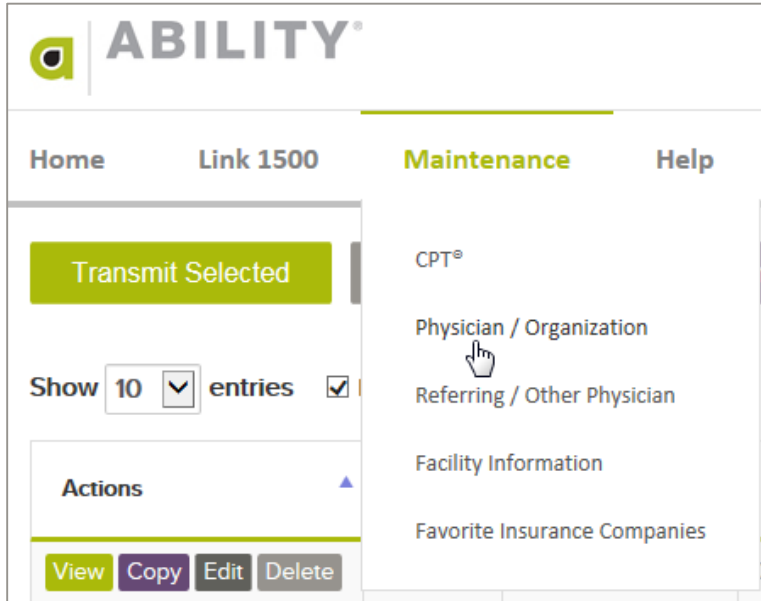 ABILITY®
Home Link 1500 Maintenance Help
Transmit Selected
CPT®
Physician / Organization
Show 10 entries
Referring / Other Physician
Facility Information
Actions
Favorite Insurance Companies
View Copy Edit Delete